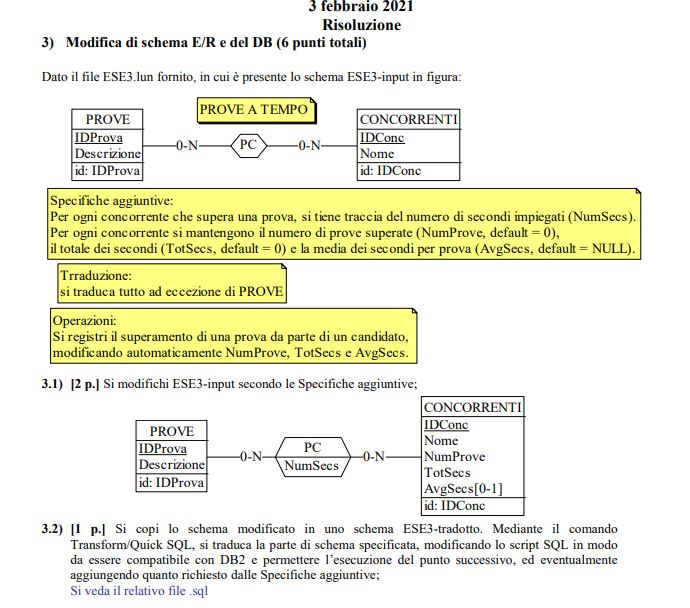 3 febbraio 2021
Risoluzione
3) Modifica di schema E/R e del DB (6 punti totali)
Dato il file ESE3.lun fornito, in cui è presente lo schema ESE3-input in figura:
PROVE A TEMPO
PROVE
IDProva
Descrizione
id: IDProva
0-N
PC
0-N
CONCORRENTI
IDConc
Nome
id: IDConc
Specifiche aggiuntive:
Per ogni concorrente che supera una prova, si tiene traccia del numero di secondi impiegati (NumSecs).
Per ogni concorrente si mantengono il numero di prove superate (NumProve, default = 0),
il totale dei secondi (TotSecs, default = 0) e la media dei secondi per prova (AvgSecs, default = NULL).
Trraduzione:
si traduca tutto ad eccezione di PROVE
Operazioni:
Si registri il superamento di una prova da parte di un candidato,
modificando automaticamente NumProve, TotSecs e AvgSecs.
3.1) [2 p.] Si modifichi ESE3-input secondo le Specifiche aggiuntive;
PROVE
IDProva
Descrizione
id: IDProva
0-N
PC
NumSecs
0-N
CONCORRENTI
IDConc
Nome
NumProve
TotSecs
AvgSecs[0-1]
id: IDConc
3.2) [1 p.] Si copi lo schema modificato in uno schema ESE3-tradotto. Mediante il comando
Transform/Quick SQL, si traduca la parte di schema specificata, modificando lo script SQL in modo
da essere compatibile con DB2 e permettere l'esecuzione del punto successivo, ed eventualmente
aggiungendo quanto richiesto dalle Specifiche aggiuntive;
Si veda il relativo file .sql